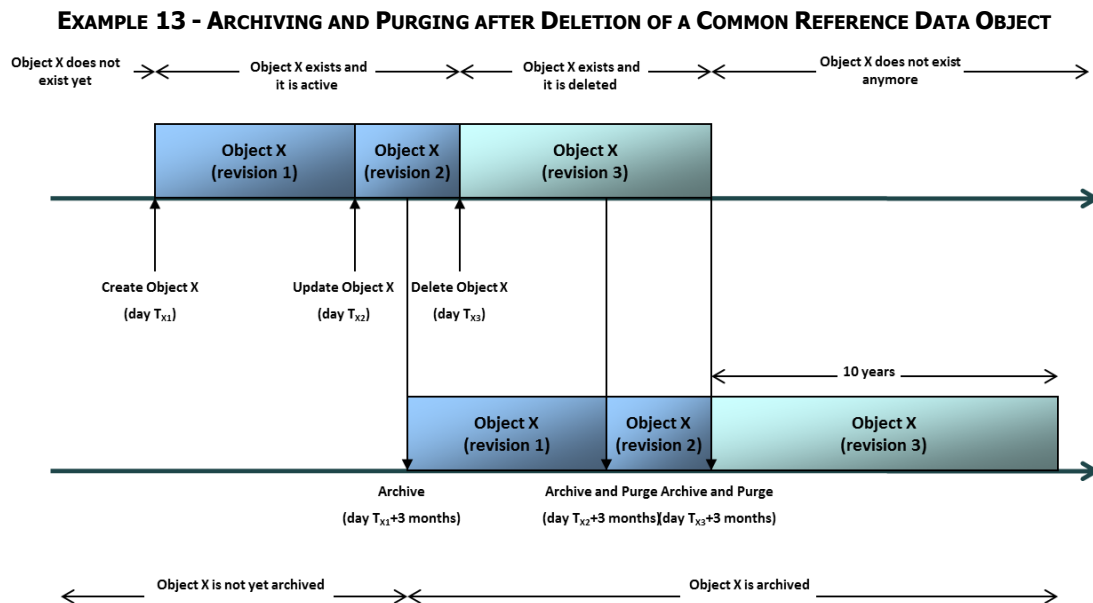 EXAMPLE 13 - ARCHIVING AND PURGING AFTER DELETION OF A COMMON REFERENCE DATA OBJECT
Object X does not
exist yet
Object X exists and
it is active
Object X exists and
it is deleted
Object X does not exist
anymore
Object X
(revision 1)
Object X
(revision 2)
Object X
(revision 3)
Create Object X
(day TX1)
Update Object X
(day TX2)
Delete Object X
(day TX3)
10 years
Object X
(revision 1)
Object X
(revision 2)
Object X
(revision 3)
Archive
(day TX1+3 months)
Archive and Purge
(day TX2+3 months)
Archive and Purge
(day TX3+3 months)
Object X is not yet archived
Object X is archived